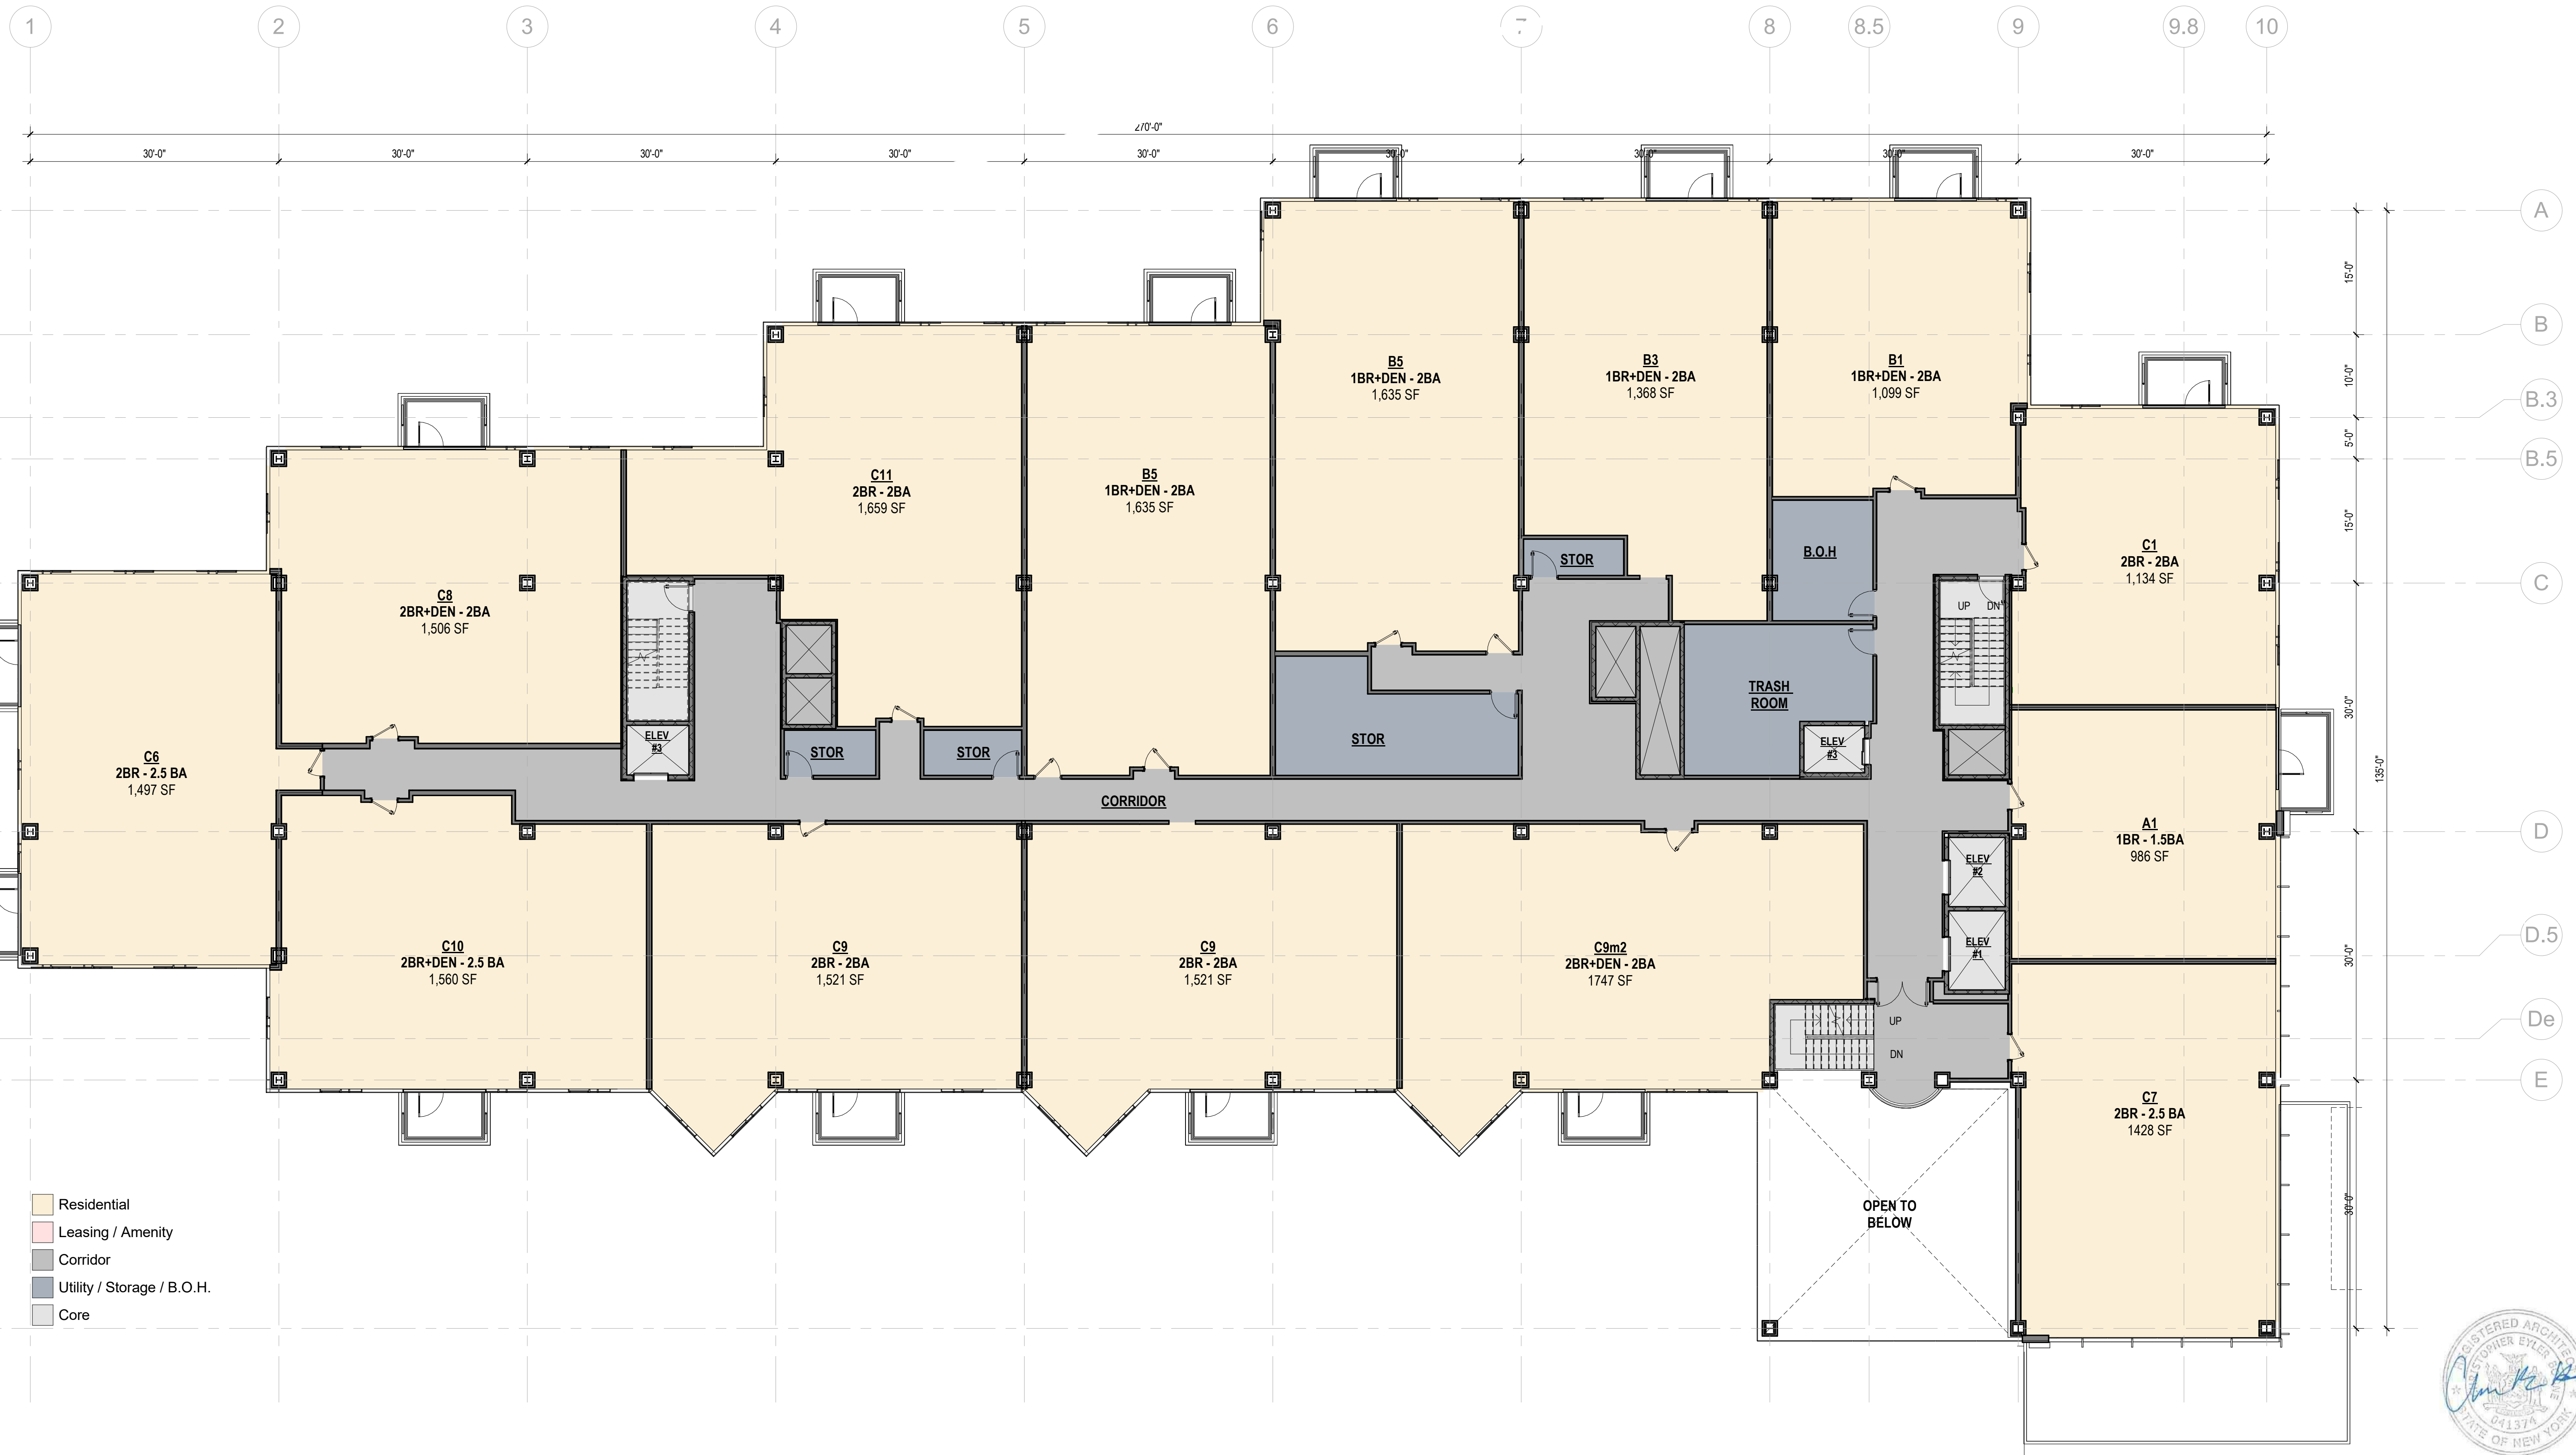 1
2
3
4
5
6
7
8
8.5
9
9.8
10
270'-0"
30'-0"
30'-0"
30'-0"
30'-0"
30'-0"
30'-0"
30'-0"
30'-0"
30'-0"
A
B
B.3
B.5
C
D
D.5
De
E
15'-0"
10'-0"
5'-0"
15'-0"
30'-0"
30'-0"
30'-0"
135'-0"
B5
1BR+DEN - 2BA
1,635 SF
B3
1BR+DEN - 2BA
1,368 SF
B1
1BR+DEN - 2BA
1,099 SF
C11
2BR - 2BA
1,659 SF
B5
1BR+DEN - 2BA
1,635 SF
C1
2BR - 2BA
1,134 SF
C8
2BR+DEN - 2BA
1,506 SF
STOR
B.O.H
UP
DN
TRASH
ROOM
ELEV
#3
STOR
STOR
STOR
ELEV
#3
C6
2BR - 2.5 BA
1,497 SF
CORRIDOR
A1
1BR - 1.5BA
986 SF
ELEV
#2
ELEV
#1
C10
2BR+DEN - 2.5 BA
1,560 SF
C9
2BR - 2BA
1,521 SF
C9
2BR - 2BA
1,521 SF
C9m2
2BR+DEN - 2BA
1747 SF
UP
DN
C7
2BR - 2.5 BA
1428 SF
OPEN TO
BELOW
Residential
Leasing / Amenity
Corridor
Utility / Storage / B.O.H.
Core
REGISTERED ARCHITECT
041374
STATE OF NEW YORK